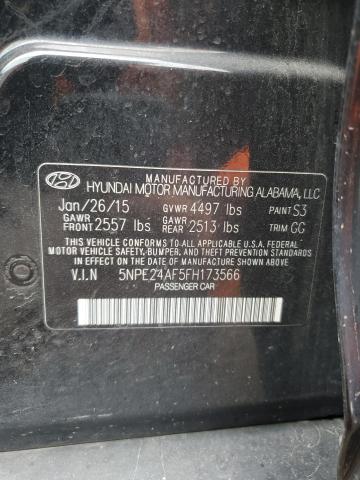 MANUFACTURED BY
HYUNDAI MOTOR MANUFACTURING ALABAMA, LLC
Jan/26/15 GVWR 4497 lbs PAINT S3
GAWR FRONT 2557 lbs GAWR REAR 2513 lbs TRIM GG
THIS VEHICLE CONFORMS TO ALL APPLICABLE U.S.A. FEDERAL
MOTOR VEHICLE SAFETY, BUMPER, AND THEFT PREVENTION
STANDARDS IN EFFECT ON THE DATE OF MANUFACTURE SHOWN ABOVE.
V.I.N 5NPE24AF5FH173566
PASSENGER CAR